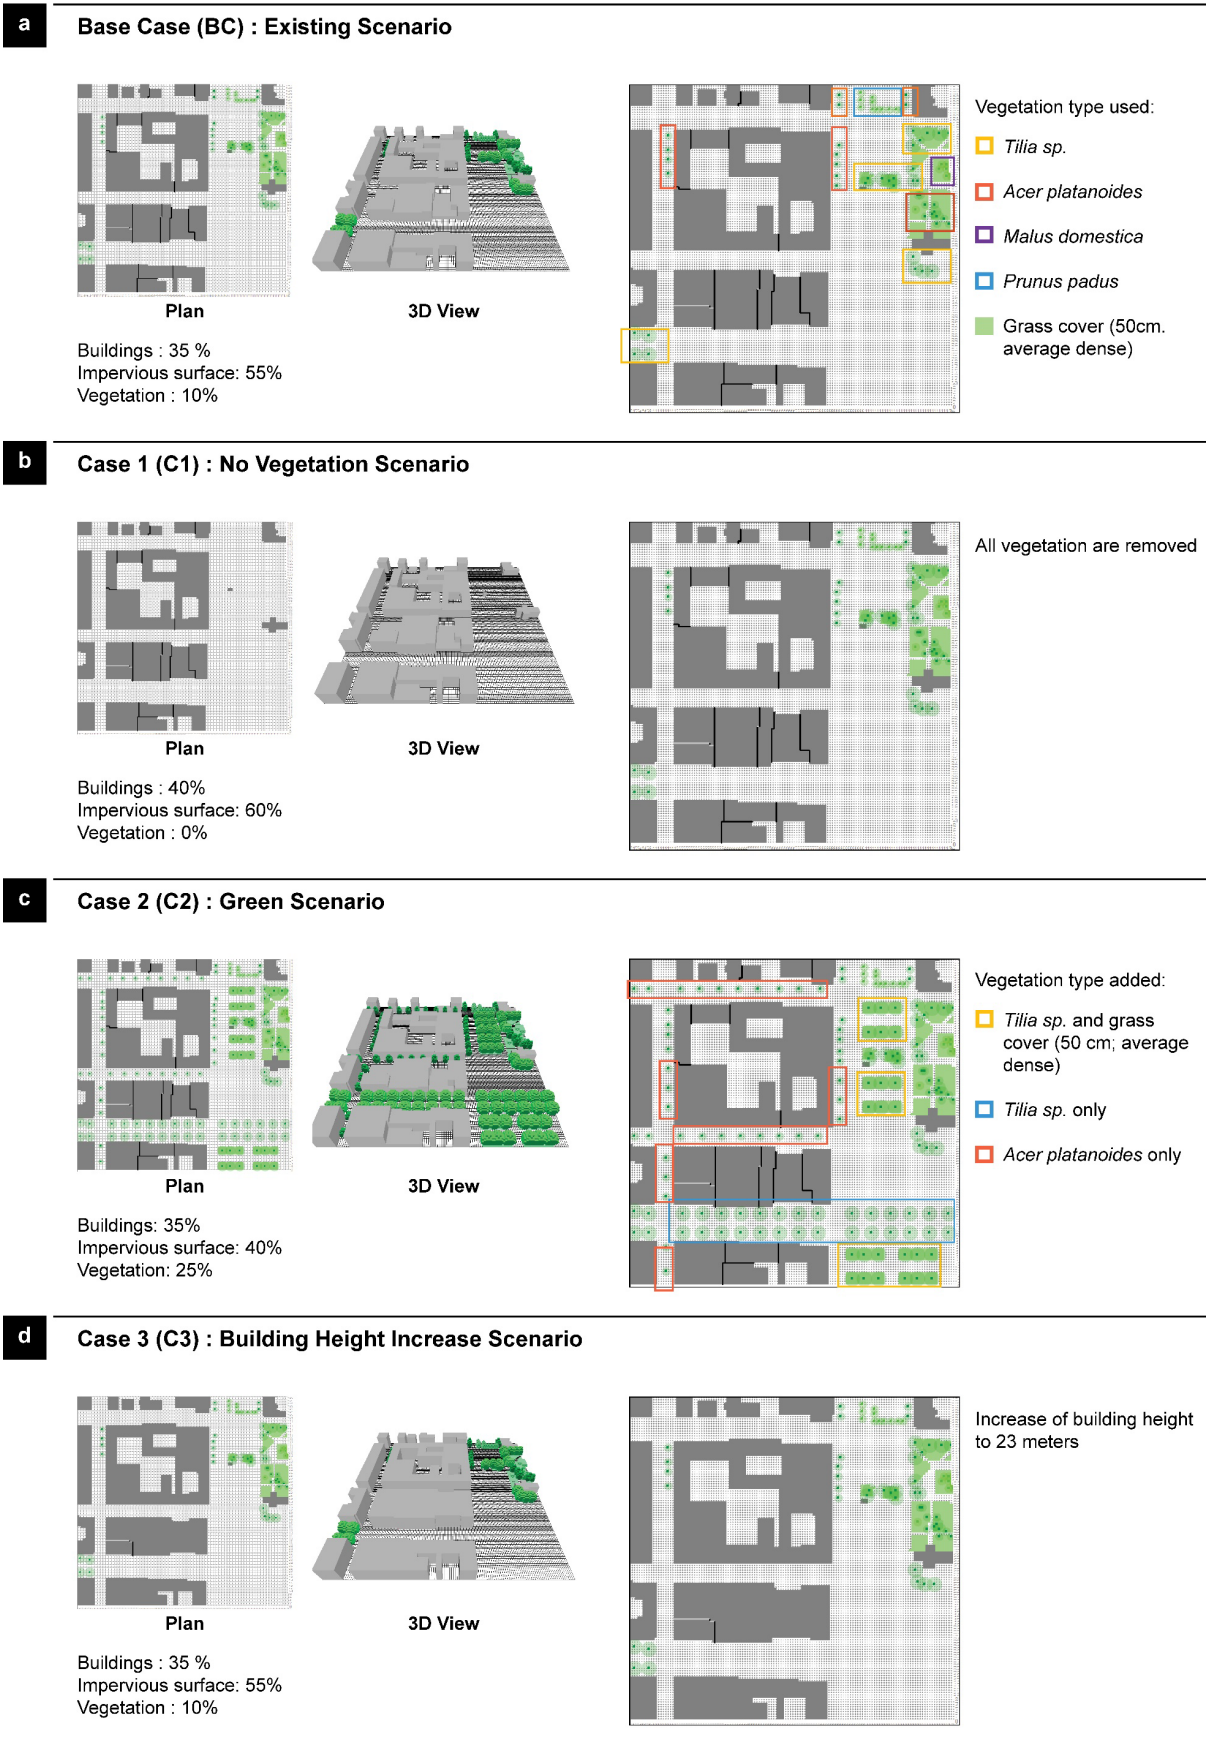 a
Base Case (BC) : Existing Scenario
Plan
3D View
Buildings : 35 %
Impervious surface: 55%
Vegetation : 10%
Vegetation type used:
Tilia sp.
Acer platanoides
Malus domestica
Prunus padus
Grass cover (50cm.
average dense)
b
Case 1 (C1) : No Vegetation Scenario
Plan
3D View
Buildings : 40%
Impervious surface: 60%
Vegetation : 0%
All vegetation are removed
c
Case 2 (C2) : Green Scenario
Plan
3D View
Buildings: 35%
Impervious surface: 40%
Vegetation: 25%
Vegetation type added:
Tilia sp. and grass
cover (50 cm; average
dense)
Tilia sp. only
Acer platanoides only
d
Case 3 (C3) : Building Height Increase Scenario
Plan
3D View
Buildings : 35 %
Impervious surface: 55%
Vegetation : 10%
Increase of building height
to 23 meters